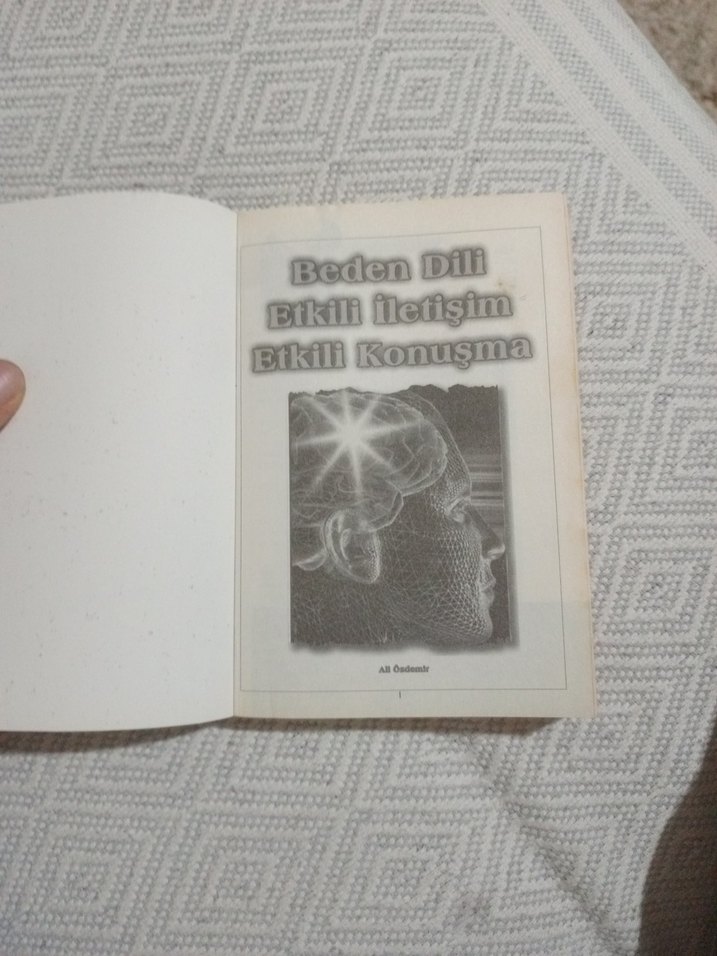 Beden Dili
Etkili İletişim
Etkili Konuşma
Ali Özdemir
1